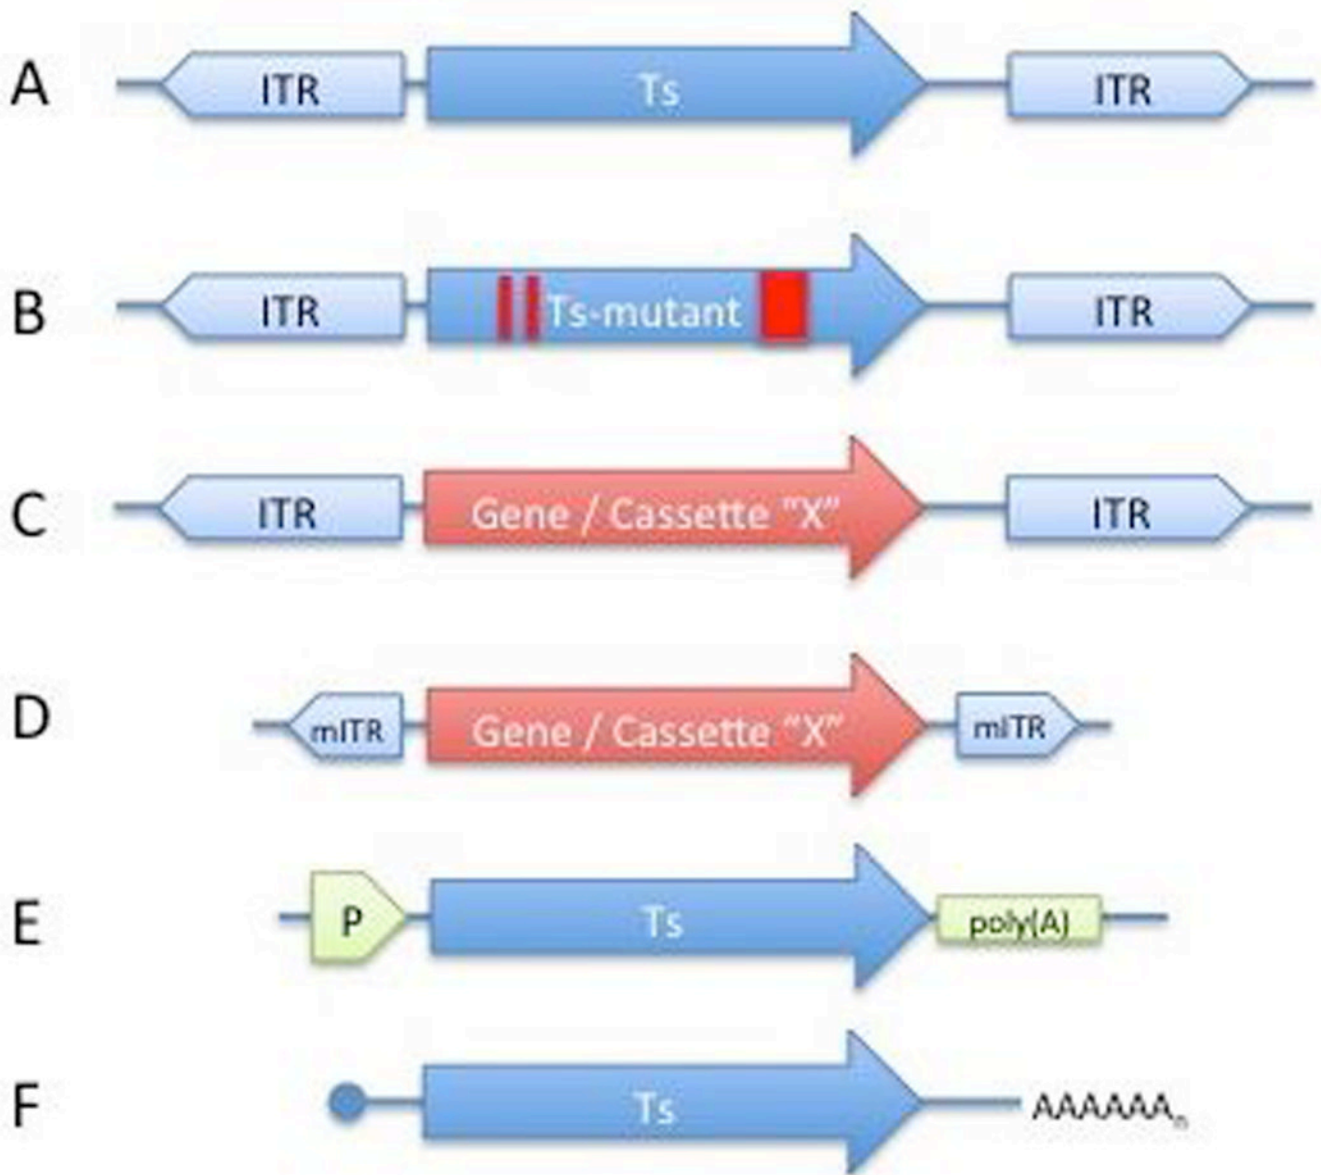 A ITR Ts ITR
B ITR Ts-mutant ITR
C ITR Gene / Cassette “X” ITR
D mITR Gene / Cassette “X” mITR
E P Ts poly(A)
F Ts AAAAAAn